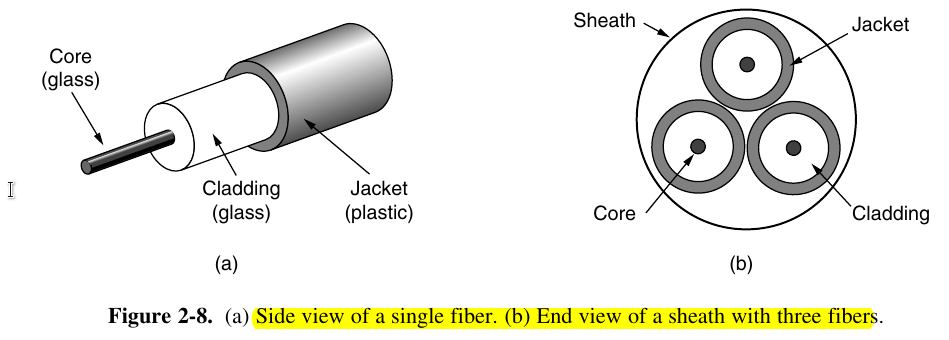 Core
(glass)
Cladding
(glass)
Jacket
(plastic)
(a)
Sheath
Jacket
Core
Cladding
(b)
Figure 2-8. (a) Side view of a single fiber. (b) End view of a sheath with three fibers.